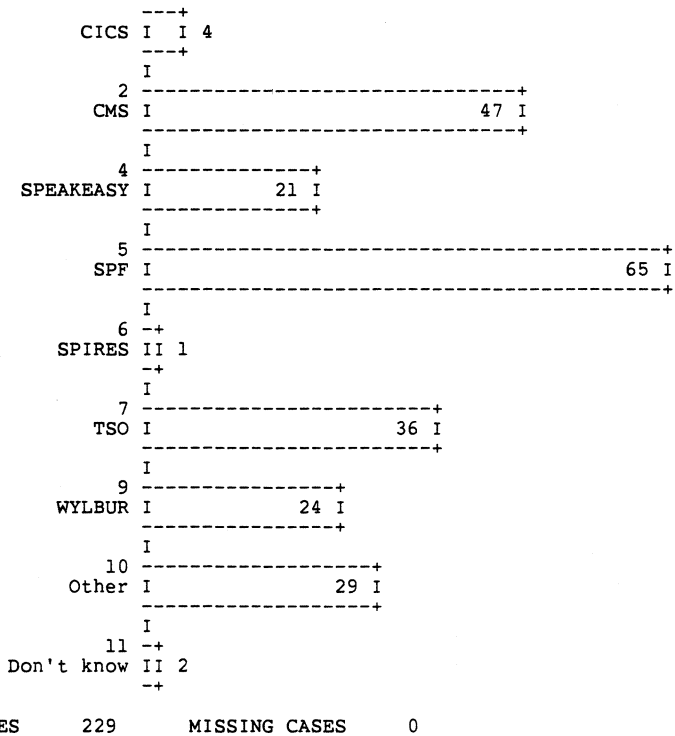 ---+
CICS I  I 4
---+
I
2 --------------------------------+
CMS I                            47 I
--------------------------------+
I
4 --------------+
SPEAKEASY I           21 I
--------------+
I
5 --------------------------------------------+
SPF I                                        65 I
--------------------------------------------+
I
6 -+
SPIRES II 1
-+
I
7 -------------------------+
TSO I                     36 I
-------------------------+
I
9 ----------------+
WYLBUR I             24 I
----------------+
I
10 -------------------+
Other I                29 I
-------------------+
I
11 -+
Don't know II 2
-+
ES     229      MISSING CASES     0